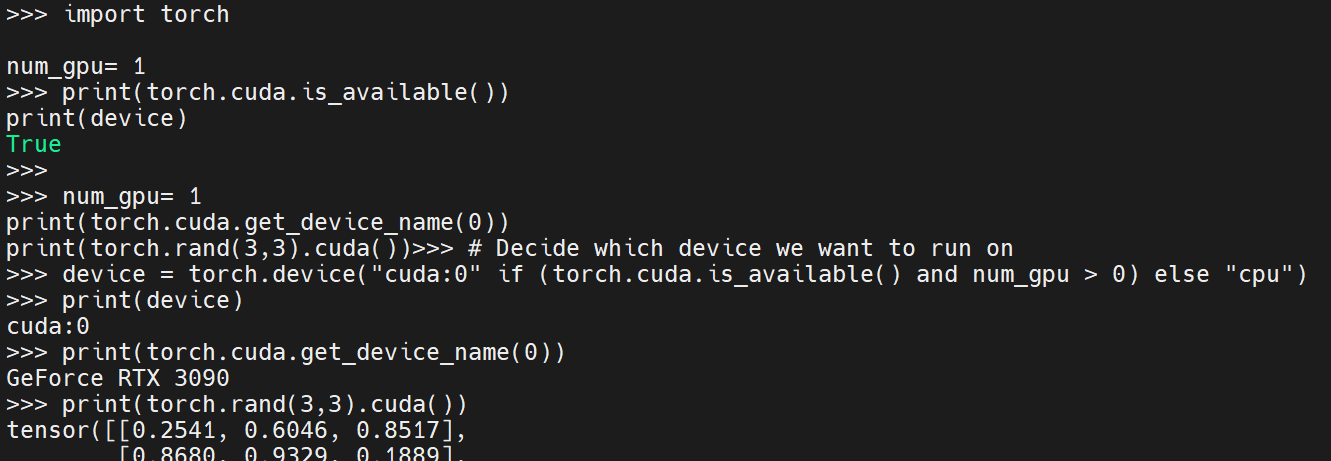 >>> import torch
num_gpu= 1
>>> print(torch.cuda.is_available())
print(device)
True
>>>
>>> num_gpu= 1
print(torch.cuda.get_device_name(0))
print(torch.rand(3,3).cuda())>>> # Decide which device we want to run on
>>> device = torch.device("cuda:0" if (torch.cuda.is_available() and num_gpu > 0) else "cpu")
>>> print(device)
cuda:0
>>> print(torch.cuda.get_device_name(0))
GeForce RTX 3090
>>> print(torch.rand(3,3).cuda())
tensor([[0.2541, 0.6046, 0.8517],
[0.8680, 0.9329, 0.1889],